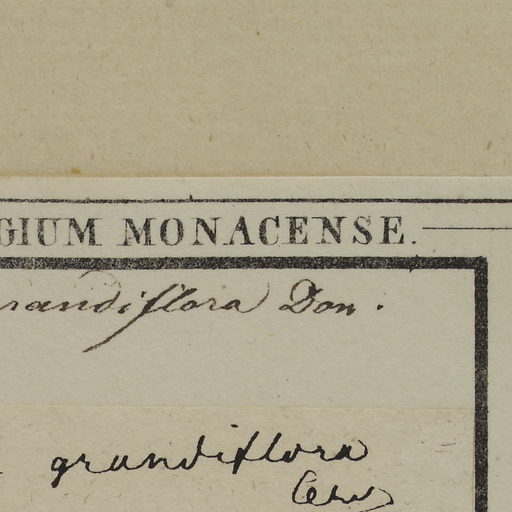 GIUM MONACENSE.
randiflora Don.
grandiflora